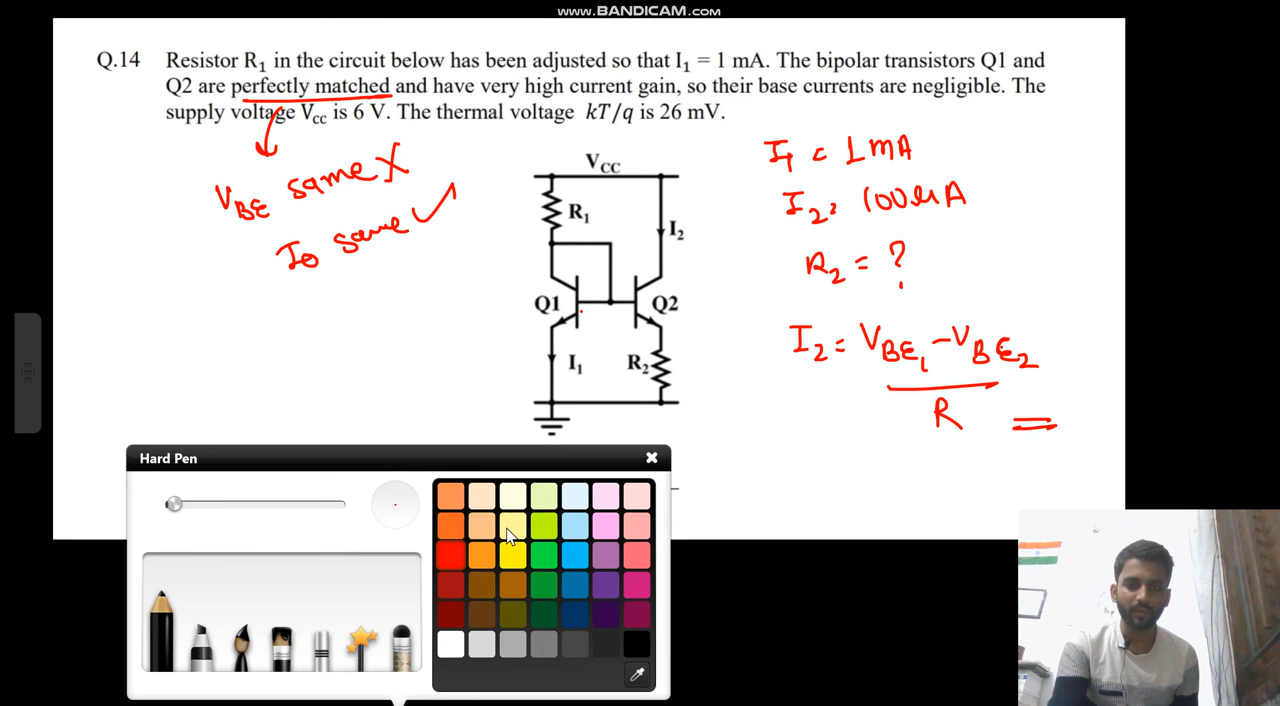 www.BANDICAM.com
Q.14 Resistor R1 in the circuit below has been adjusted so that I1 = 1 mA. The bipolar transistors Q1 and
Q2 are perfectly matched and have very high current gain, so their base currents are negligible. The
supply voltage Vcc is 6 V. The thermal voltage kT/q is 26 mV.
VBE same X
Io same ✓
VCC
R1
I2
Q1
Q2
I1
R2
I1 = 1mA
I2 = 100μA
R2 = ?
I2 = VBE1 - VBE2
R
Hard Pen